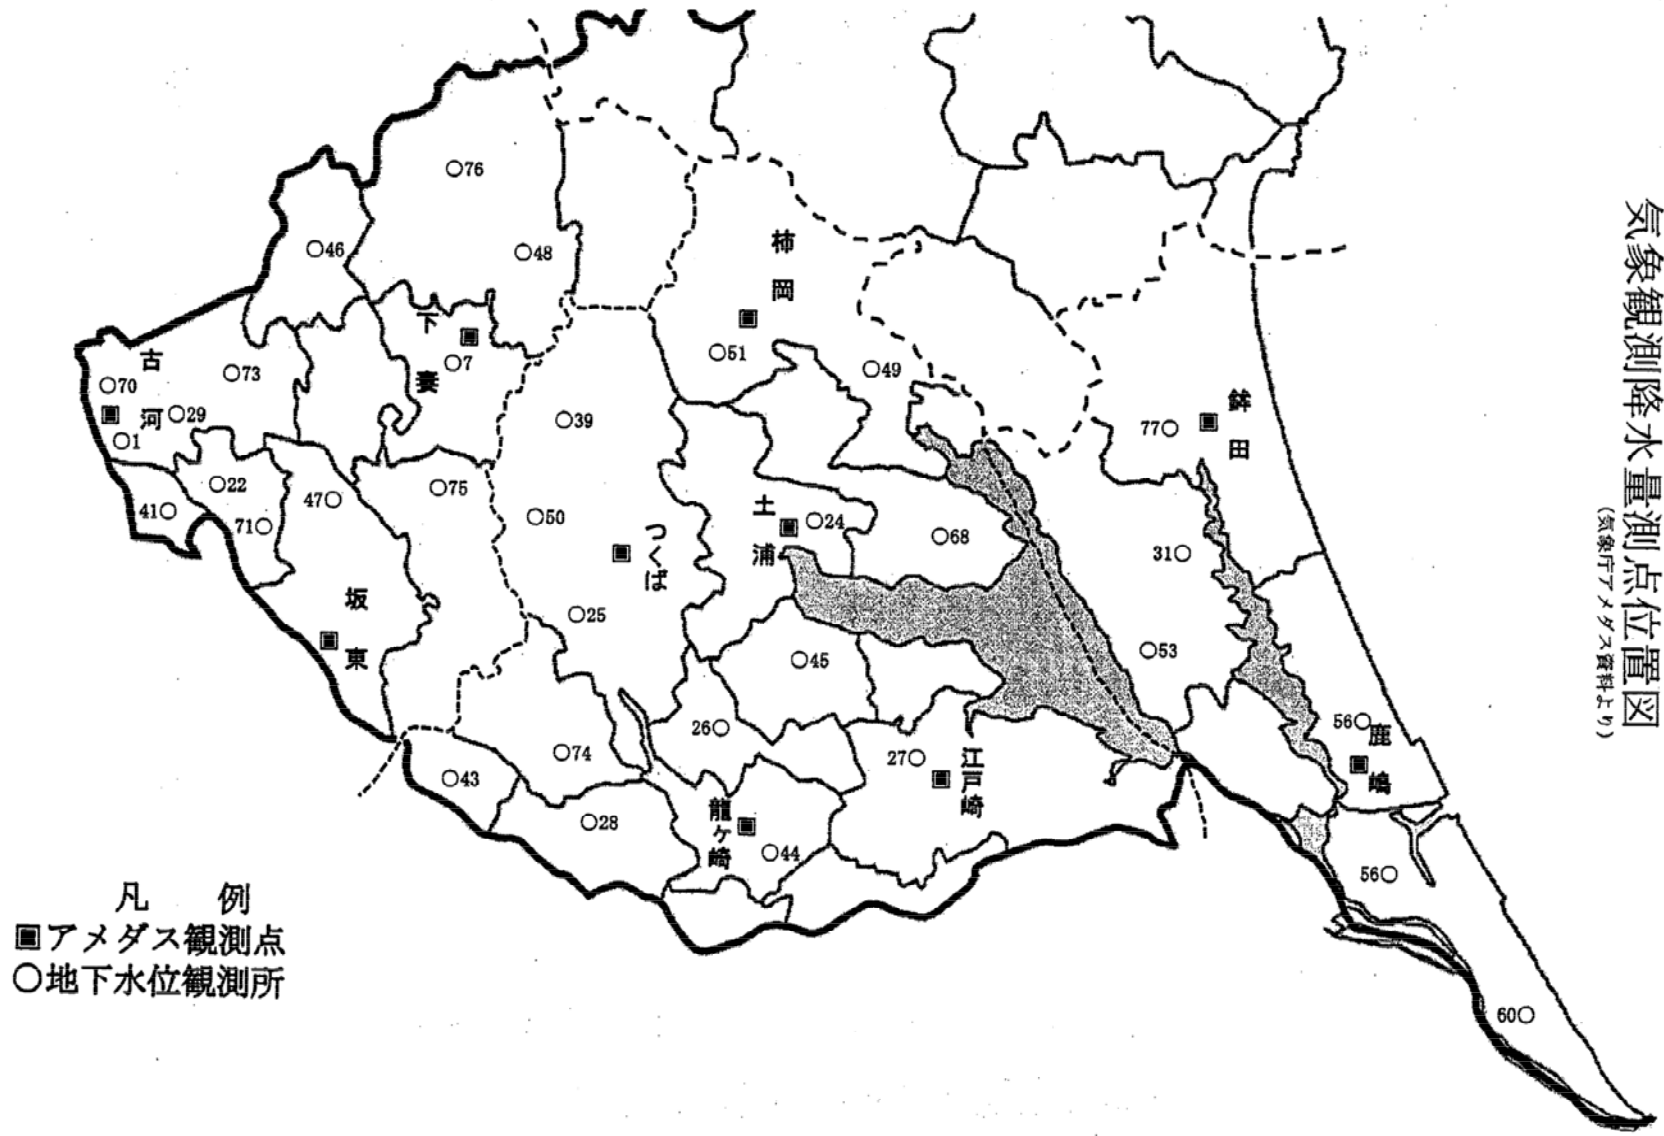 気象観測降水量測点位置図
(気象庁アメダス資料より)
76
46
48
柿岡
下妻
7
51
49
古河
70
73
29
1
39
77
鉾田
22
47
75
41
71
50
つくば
土浦
24
68
31
坂東
25
45
53
26
56
鹿嶋
74
27
江戸崎
43
28
龍ヶ崎
44
56
60
凡 例
アメダス観測点
地下水位観測所